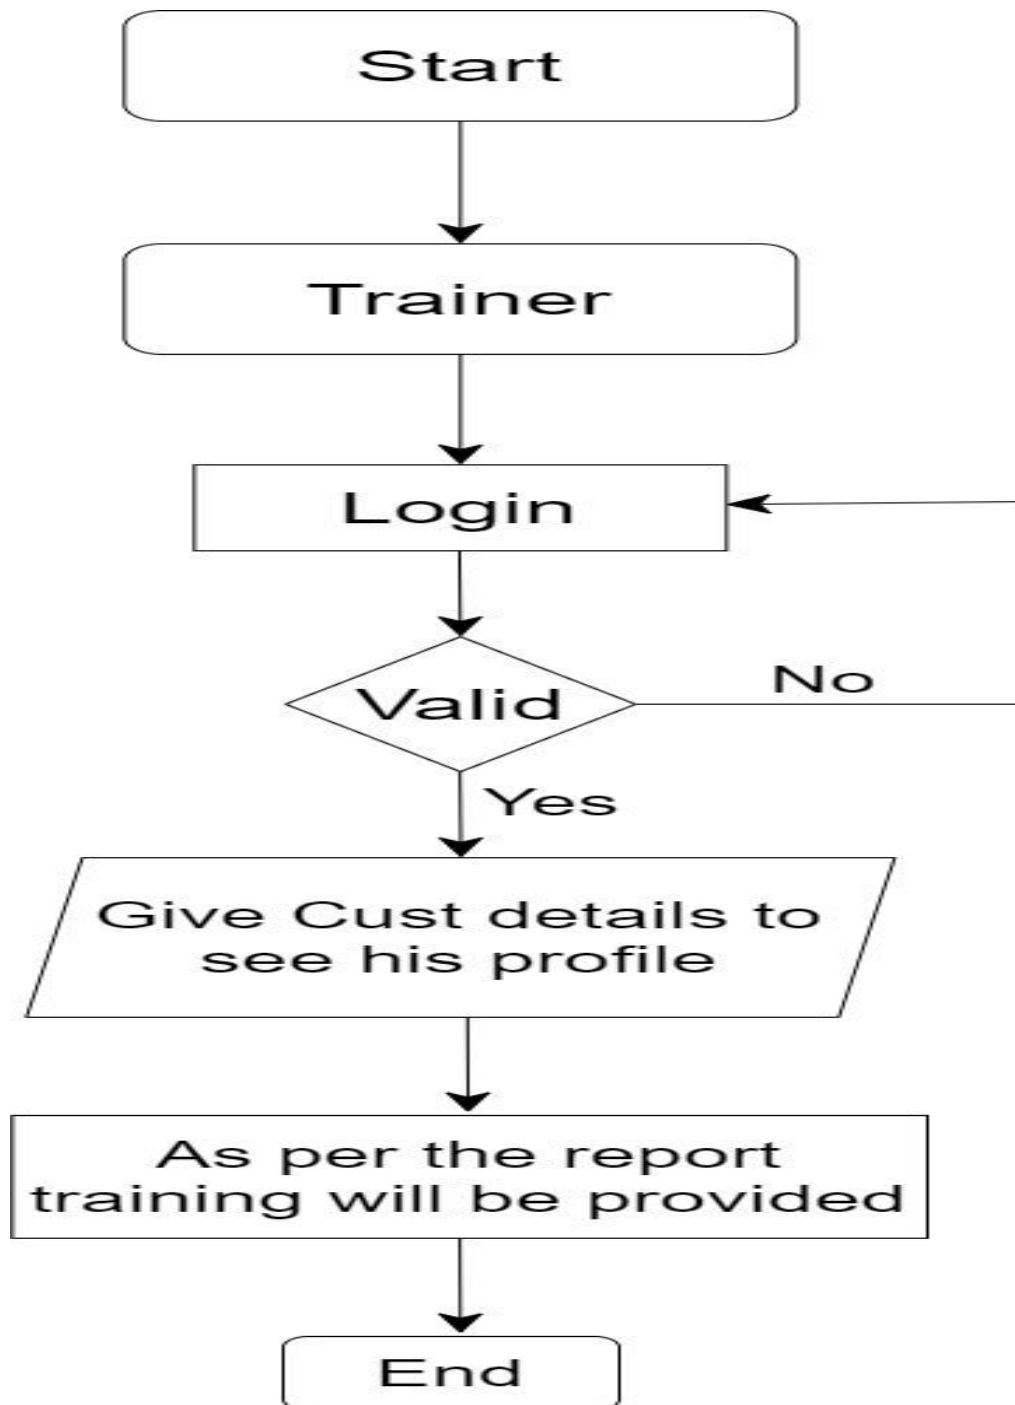 Start
Trainer
Login
Valid
No
Yes
Give Cust details to
see his profile
As per the report
training will be provided
End